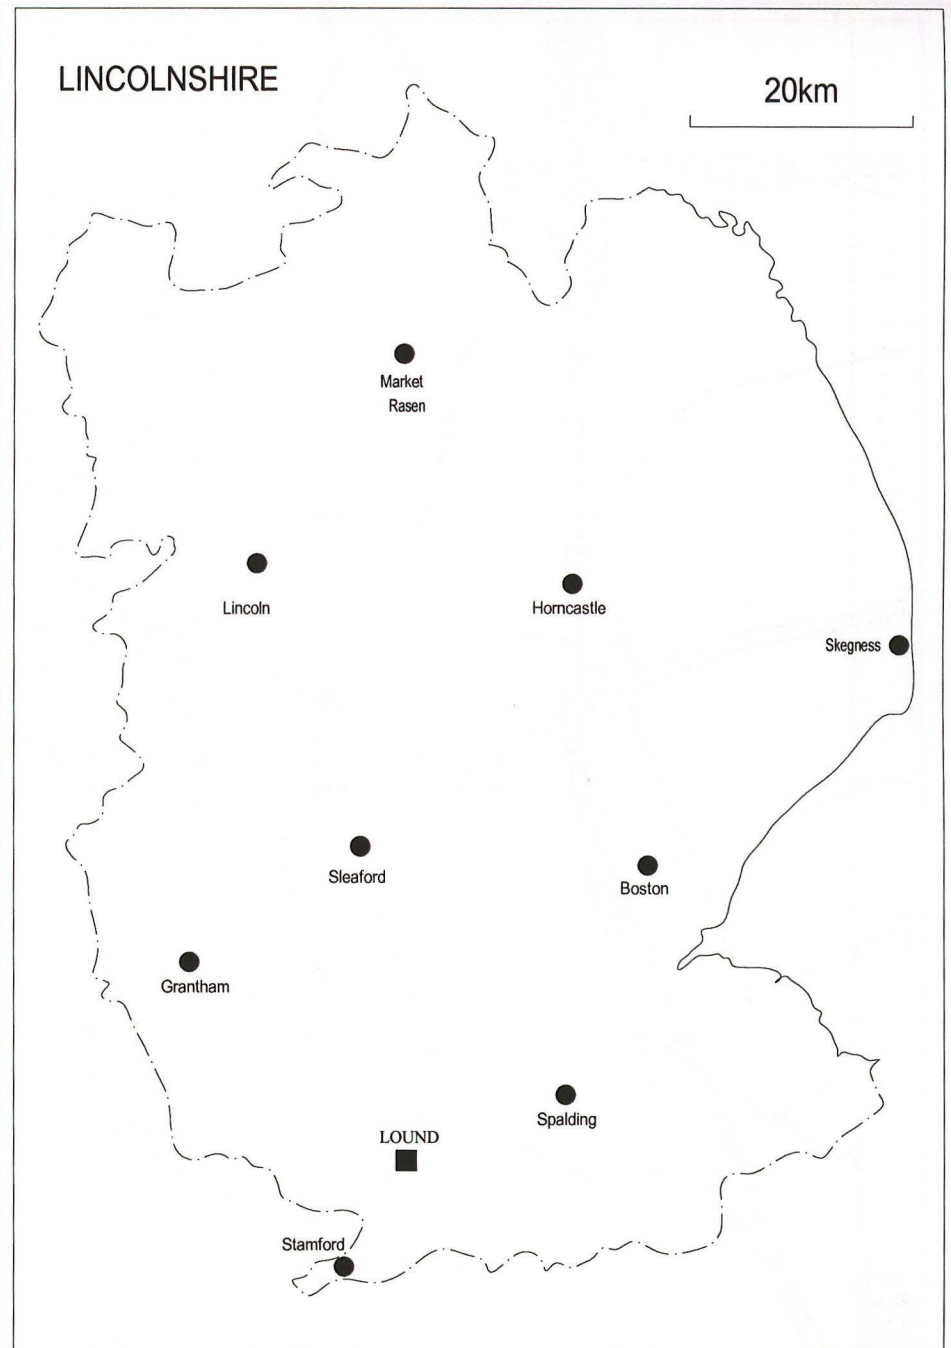 LINCOLNSHIRE
20km
Market
Rasen
Lincoln
Horncastle
Skegness
Sleaford
Boston
Grantham
Spalding
LOUND
Stamford